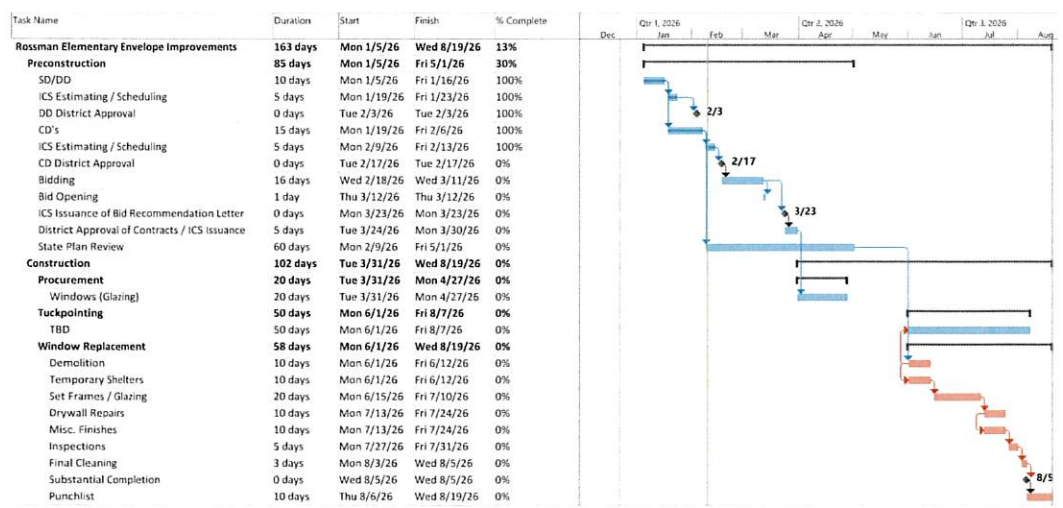 Task Name Duration Start Finish % Complete Qtr 1, 2026 Qtr 2, 2026 Qtr 3, 2026
Dec Jan Feb Mar Apr May Jun Jul Aug
Rossman Elementary Envelope Improvements 163 days Mon 1/5/26 Wed 8/19/26 13%
Preconstruction 85 days Mon 1/5/26 Fri 5/1/26 30%
SD/DD 10 days Mon 1/5/26 Fri 1/16/26 100%
ICS Estimating / Scheduling 5 days Mon 1/19/26 Fri 1/23/26 100%
DD District Approval 0 days Tue 2/3/26 Tue 2/3/26 100% 2/3
CD's 15 days Mon 1/19/26 Fri 2/6/26 100%
ICS Estimating / Scheduling 5 days Mon 2/9/26 Fri 2/13/26 100%
CD District Approval 0 days Tue 2/17/26 Tue 2/17/26 0% 2/17
Bidding 16 days Wed 2/18/26 Wed 3/11/26 0%
Bid Opening 1 day Thu 3/12/26 Thu 3/12/26 0%
ICS Issuance of Bid Recommendation Letter 0 days Mon 3/23/26 Mon 3/23/26 0% 3/23
District Approval of Contracts / ICS Issuance 5 days Tue 3/24/26 Mon 3/30/26 0%
State Plan Review 60 days Mon 2/9/26 Fri 5/1/26 0%
Construction 102 days Tue 3/31/26 Wed 8/19/26 0%
Procurement 20 days Tue 3/31/26 Mon 4/27/26 0%
Windows (Glazing) 20 days Tue 3/31/26 Mon 4/27/26 0%
Tuckpointing 50 days Mon 6/1/26 Fri 8/7/26 0%
TBD 50 days Mon 6/1/26 Fri 8/7/26 0%
Window Replacement 58 days Mon 6/1/26 Wed 8/19/26 0%
Demolition 10 days Mon 6/1/26 Fri 6/12/26 0%
Temporary Shelters 10 days Mon 6/1/26 Fri 6/12/26 0%
Set Frames / Glazing 20 days Mon 6/15/26 Fri 7/10/26 0%
Drywall Repairs 10 days Mon 7/13/26 Fri 7/24/26 0%
Misc. Finishes 10 days Mon 7/13/26 Fri 7/24/26 0%
Inspections 5 days Mon 7/27/26 Fri 7/31/26 0%
Final Cleaning 3 days Mon 8/3/26 Wed 8/5/26 0%
Substantial Completion 0 days Wed 8/5/26 Wed 8/5/26 0% 8/5
Punchlist 10 days Thu 8/6/26 Wed 8/19/26 0%